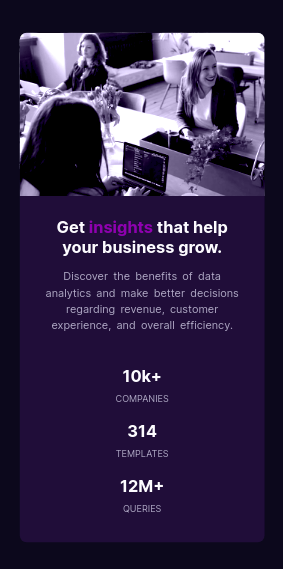 Get insights that help
your business grow.
Discover the benefits of data
analytics and make better decisions
regarding revenue, customer
experience, and overall efficiency.
10k+
COMPANIES
314
TEMPLATES
12M+
QUERIES